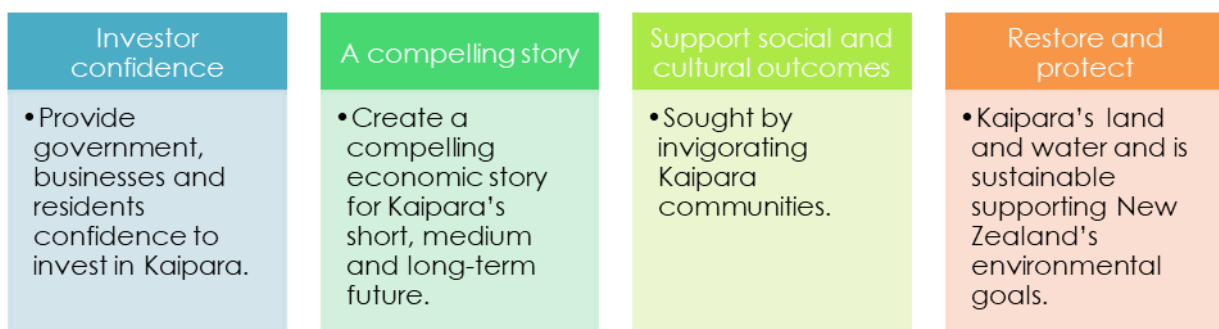 Investor
confidence
•Provide
government,
businesses and
residents
confidence to
invest in Kaipara.
A compelling story
•Create a
compelling
economic story
for Kaipara’s
short, medium
and long-term
future.
Support social and
cultural outcomes
•Sought by
invigorating
Kaipara
communities.
Restore and
protect
•Kaipara’s land
and water and is
sustainable
supporting New
Zealand’s
environmental
goals.